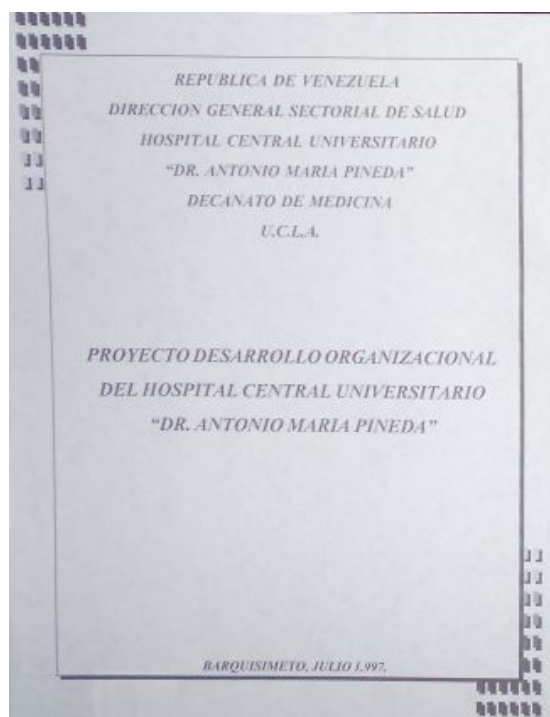 REPUBLICA DE VENEZUELA
DIRECCION GENERAL SECTORIAL DE SALUD
HOSPITAL CENTRAL UNIVERSITARIO
“DR. ANTONIO MARIA PINEDA”
DECANATO DE MEDICINA
U.C.L.A.
PROYECTO DESARROLLO ORGANIZACIONAL
DEL HOSPITAL CENTRAL UNIVERSITARIO
“DR. ANTONIO MARIA PINEDA”
BARQUISIMETO, JULIO 1.997.